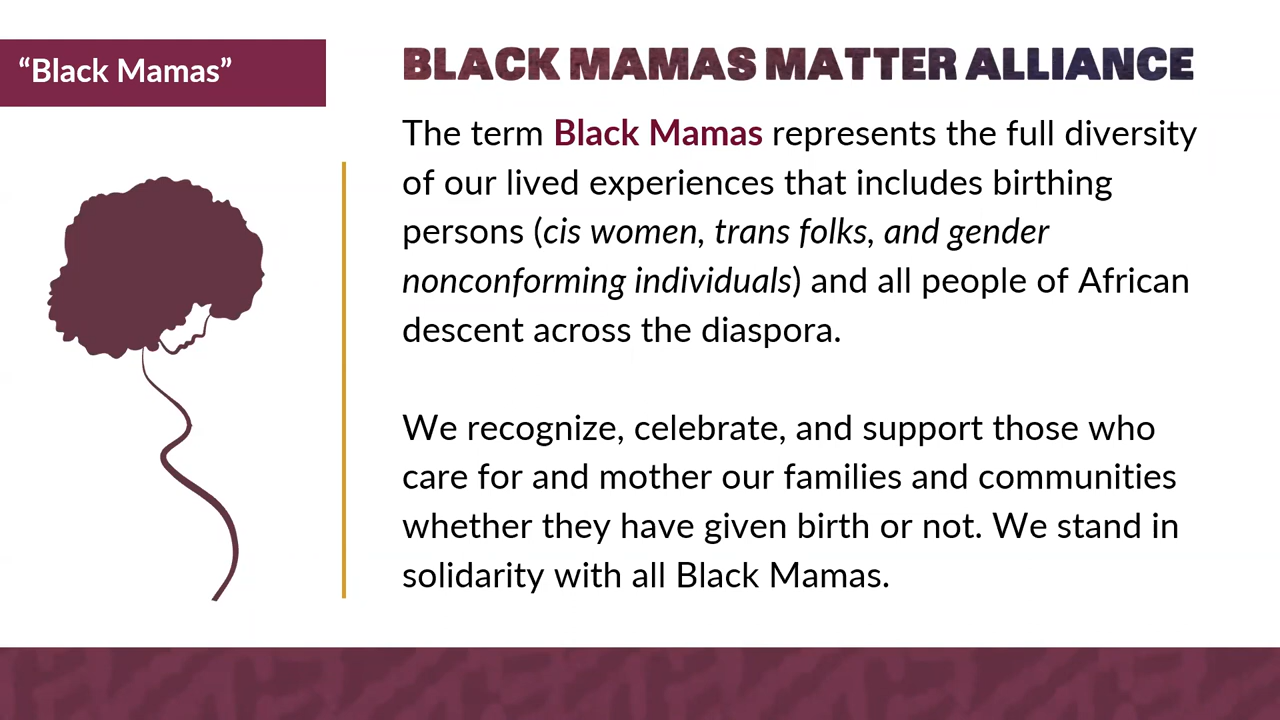 “Black Mamas”
BLACK MAMAS MATTER ALLIANCE
The term Black Mamas represents the full diversity
of our lived experiences that includes birthing
persons (cis women, trans folks, and gender
nonconforming individuals) and all people of African
descent across the diaspora.
We recognize, celebrate, and support those who
care for and mother our families and communities
whether they have given birth or not. We stand in
solidarity with all Black Mamas.